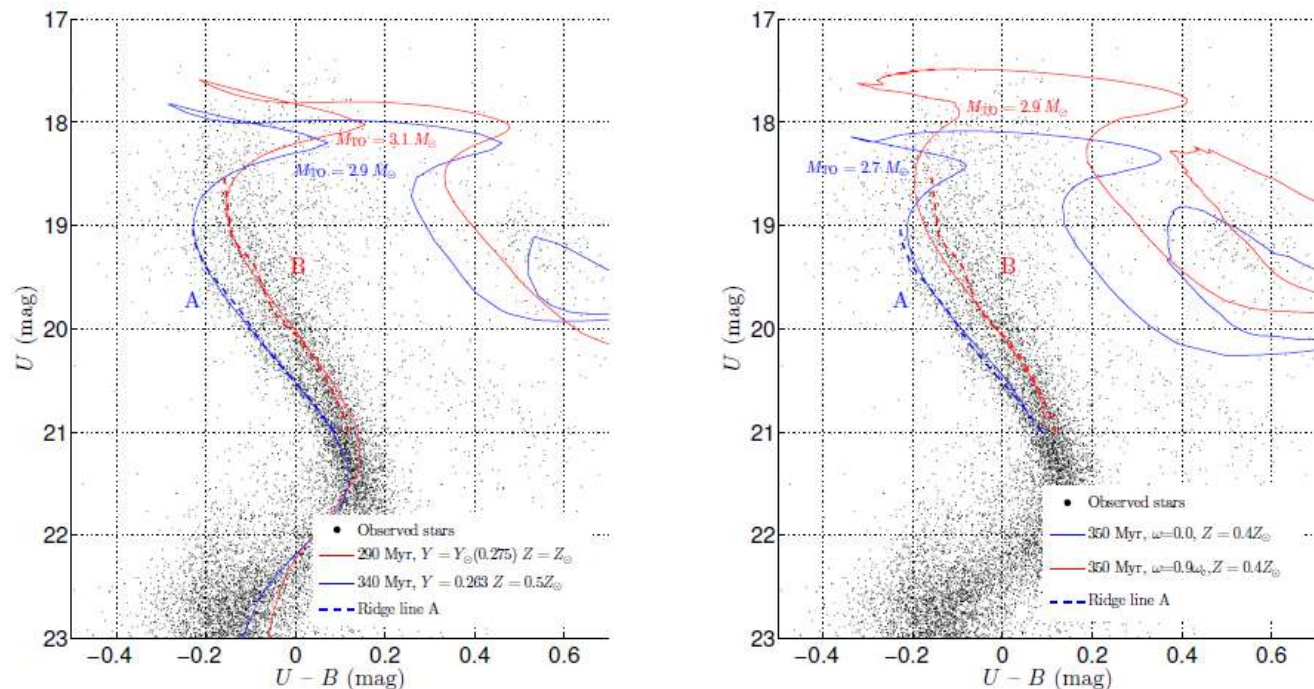 17
18
19
20
21
22
23
U (mag)
−0.4 −0.2 0 0.2 0.4 0.6
U − B (mag)
M_TO = 3.1 M_⊙
M_TO = 2.9 M_⊙
B
A
Observed stars
290 Myr, Y = Y_⊙(0.275) Z = Z_⊙
340 Myr, Y = 0.263 Z = 0.5Z_⊙
Ridge line A
17
18
19
20
21
22
23
U (mag)
−0.4 −0.2 0 0.2 0.4 0.6
U − B (mag)
M_TO = 2.9 M_⊙
M_TO = 2.7 M_⊙
B
A
Observed stars
350 Myr, ω=0.0, Z = 0.4Z_⊙
350 Myr, ω=0.9ω_c, Z = 0.4Z_⊙
Ridge line A